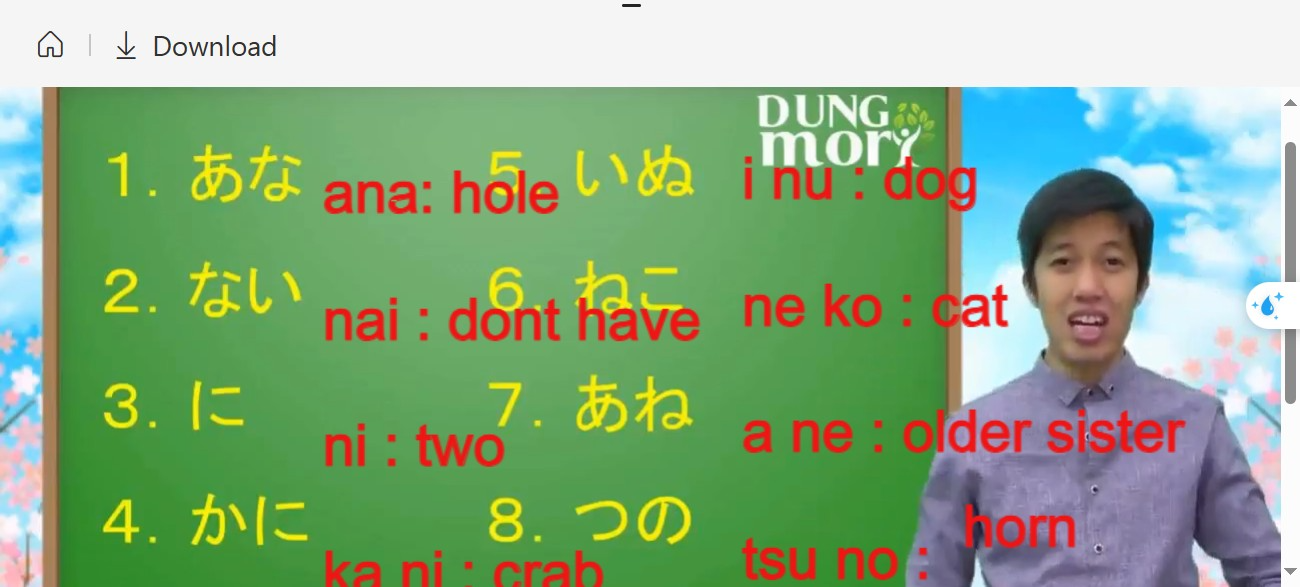 Download
DUNG
mori
1. あな
ana: hole
5. いぬ
i nu : dog
2. ない
nai : dont have
6. ねこ
ne ko : cat
3. に
ni : two
7. あね
a ne : older sister
4. かに
ka ni : crab
8. つの
tsu no : horn